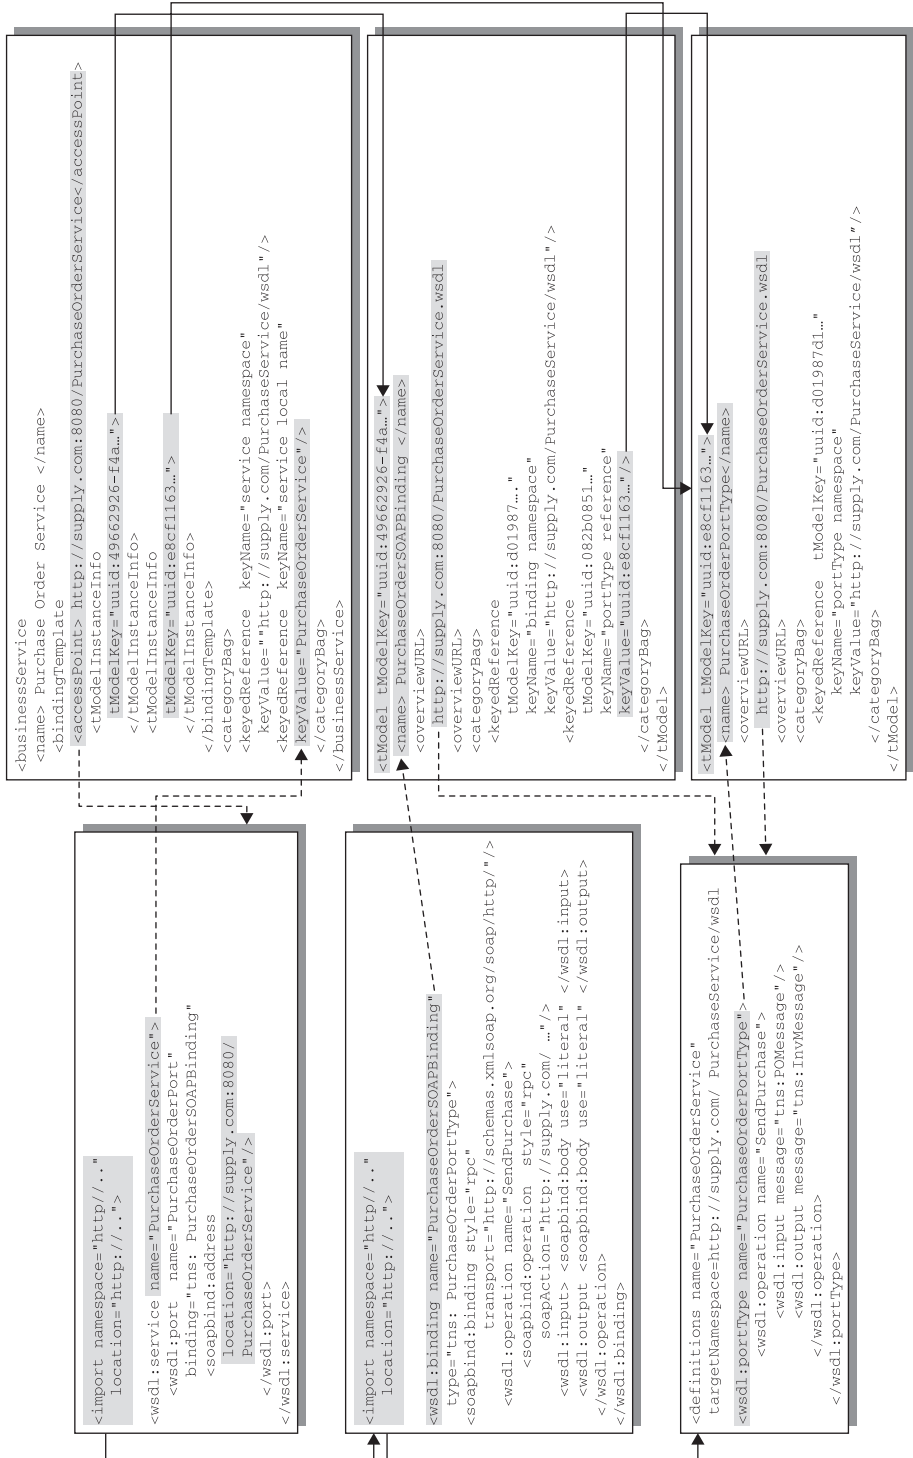 <businessService
<name> Purchase Order Service </name>
<bindingTemplate
<accessPoint> http://supply.com:8080/PurchaseOrderService</accessPoint>
<tModelInstanceInfo
tModelKey="uuid:49662926-f4a…">
</tModelInstanceInfo>
<tModelInstanceInfo
tModelKey="uuid:e8cf1163…">
</tModelInstanceInfo>
</bindingTemplate>
<categoryBag>
<keyedReference keyName="service namespace"
keyValue=""http://supply.com/PurchaseService/wsdl"/>
<keyedReference keyName="service local name"
keyValue="PurchaseOrderService"/>
</categoryBag>
</businessService>
<tModel tModelKey="uuid:49662926-f4a…">
<name> PurchaseOrderSOAPBinding </name>
<overviewURL>
http://supply.com:8080/PurchaseOrderService.wsdl
<overviewURL>
<categoryBag>
<keyedReference
tModelKey="uuid:d01987…."
keyName="binding namespace"
keyValue="http://supply.com/PurchaseService/wsdl"/>
<keyedReference
tModelKey="uuid:082b0851…"
keyName="portType reference"
keyValue="uuid:e8cf1163…"/>
</categoryBag>
</tModel>
<tModel tModelKey="uuid:e8cf1163…">
<name> PurchaseOrderPortType</name>
<overviewURL>
http://supply.com:8080/PurchaseOrderService.wsdl
<overviewURL>
<categoryBag>
<keyedReference tModelKey="uuid:d01987d1…"
keyName="portType namespace"
keyValue="http://supply.com/PurchaseService/wsdl"/>
</categoryBag>
</tModel>
<import namespace="http//.."
location="http://..">
<wsdl:service name="PurchaseOrderService">
<wsdl:port name="PurchaseOrderPort"
binding="tns: PurchaseOrderSOAPBinding"
<soapbind:address
location="http://supply.com:8080/
PurchaseOrderService"/>
</wsdl:port>
</wsdl:service>
<import namespace="http//.."
location="http://..">
<wsdl:binding name="PurchaseOrderSOAPBinding"
type="tns: PurchaseOrderPortType">
<soapbind:binding style="rpc"
transport="http://schemas.xmlsoap.org/soap/http/"/>
<wsdl:operation name="SendPurchase">
<soapbind:operation style="rpc"
soapAction="http://supply.com/ …"/>
<wsdl:input> <soapbind:body use="literal" </wsdl:input>
<wsdl:output <soapbind:body use="literal" </wsdl:output>
</wsdl:operation>
</wsdl:binding>
<definitions name="PurchaseOrderService"
targetNamespace=http://supply.com/ PurchaseService/wsdl
<wsdl:portType name="PurchaseOrderPortType">
<wsdl:operation name="SendPurchase">
<wsdl:input message="tns:POMessage"/>
<wsdl:output message="tns:InvMessage"/>
</wsdl:operation>
</wsdl:portType>